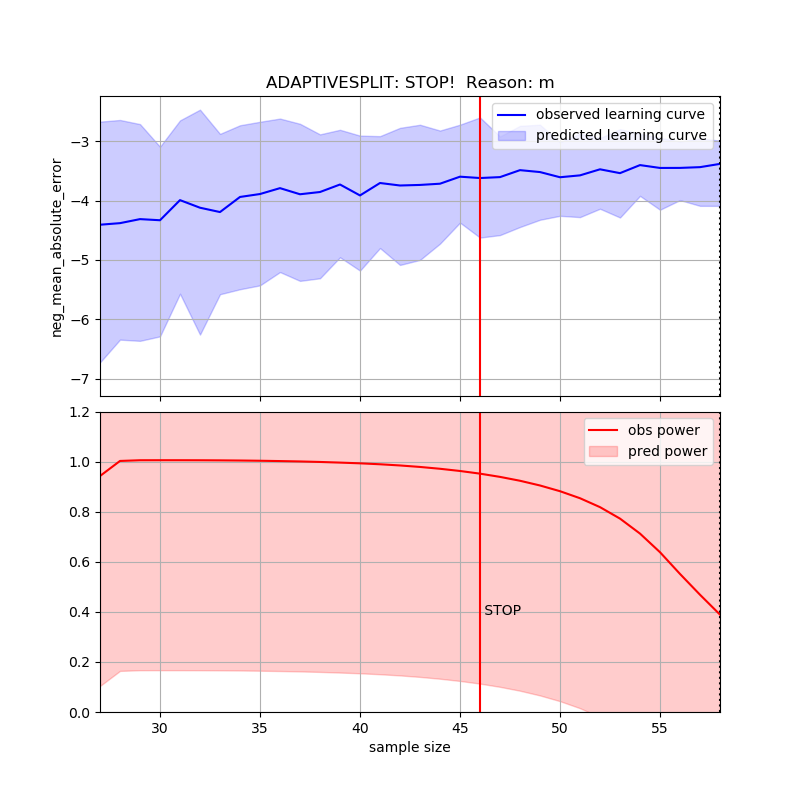 ADAPTIVESPLIT: STOP!  Reason: m
observed learning curve
predicted learning curve
neg_mean_absolute_error
−3
−4
−5
−6
−7
obs power
pred power
1.2
1.0
0.8
0.6
0.4
0.2
0.0
STOP
30 35 40 45 50 55
sample size